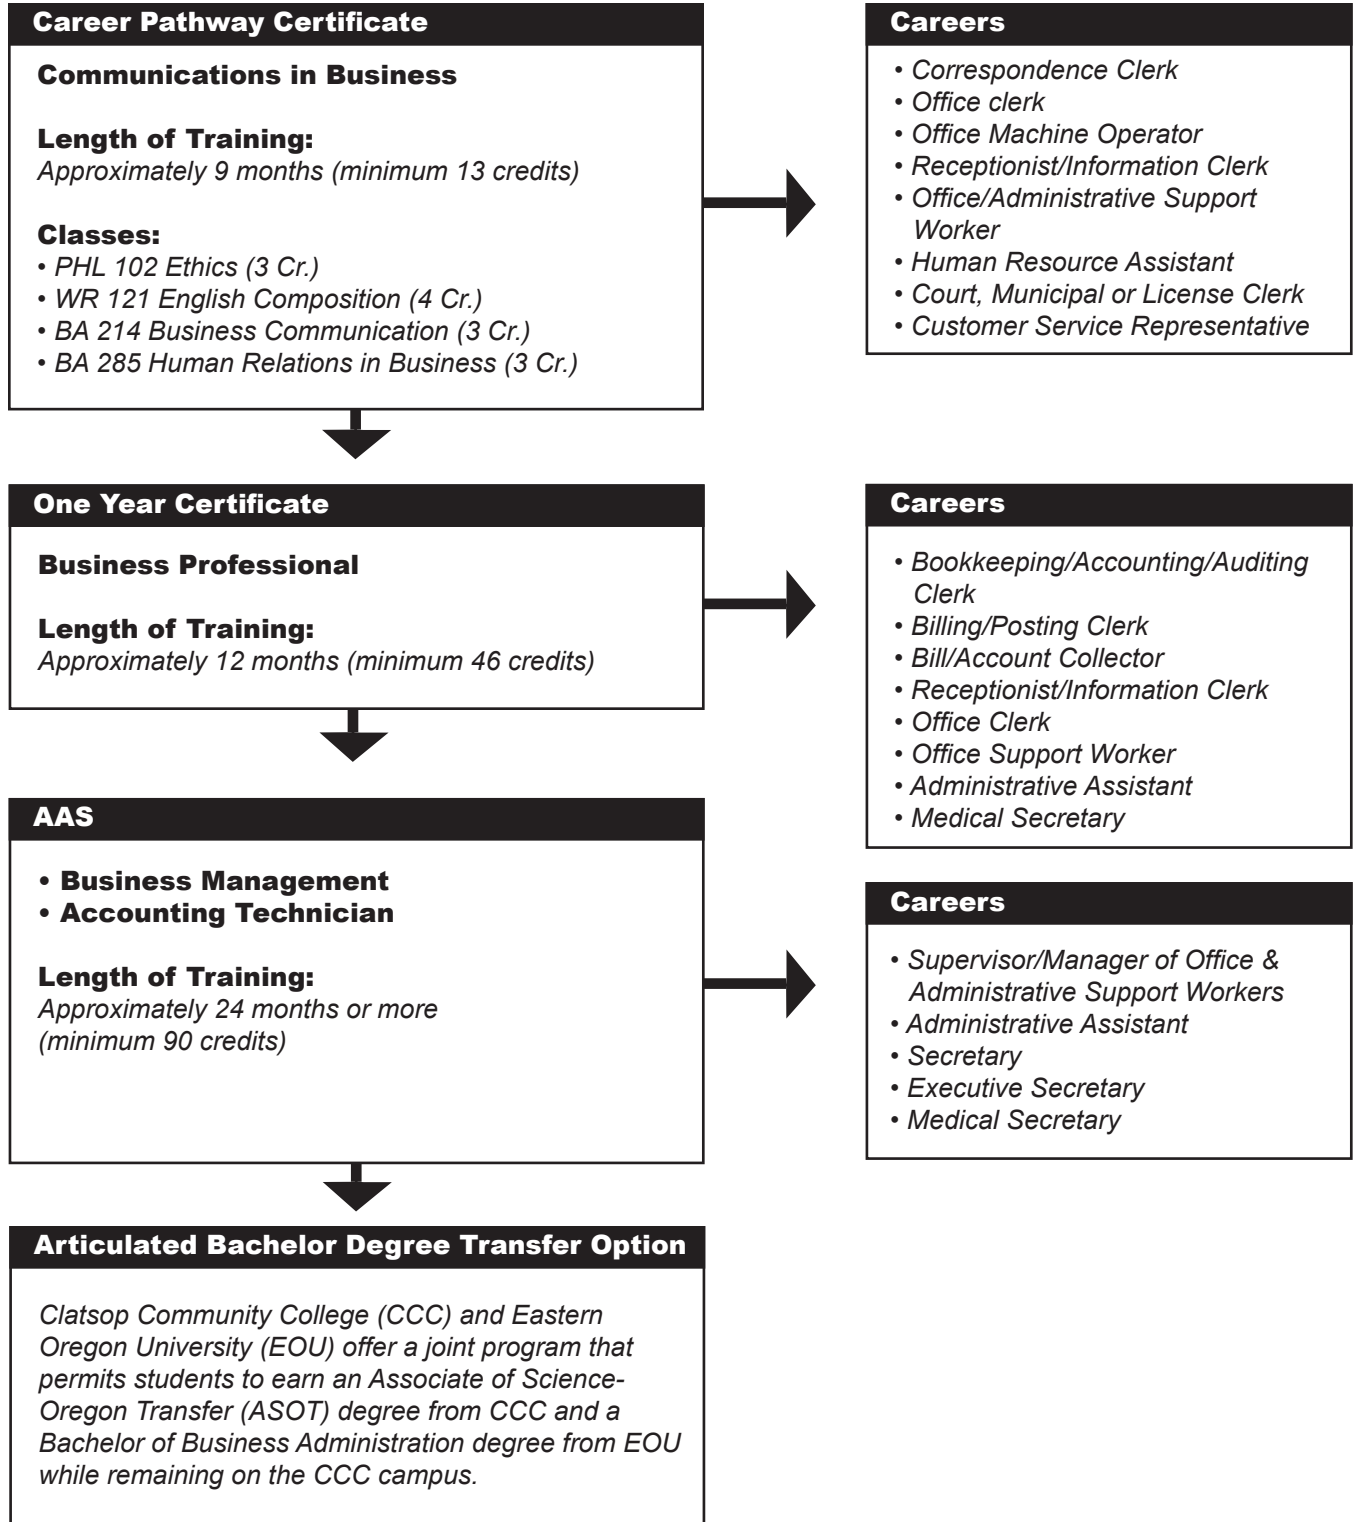 Career Pathway Certificate
Communications in Business
Length of Training:
Approximately 9 months (minimum 13 credits)
Classes:
• PHL 102 Ethics (3 Cr.)
• WR 121 English Composition (4 Cr.)
• BA 214 Business Communication (3 Cr.)
• BA 285 Human Relations in Business (3 Cr.)
Careers
• Correspondence Clerk
• Office clerk
• Office Machine Operator
• Receptionist/Information Clerk
• Office/Administrative Support
Worker
• Human Resource Assistant
• Court, Municipal or License Clerk
• Customer Service Representative
One Year Certificate
Business Professional
Length of Training:
Approximately 12 months (minimum 46 credits)
Careers
• Bookkeeping/Accounting/Auditing
Clerk
• Billing/Posting Clerk
• Bill/Account Collector
• Receptionist/Information Clerk
• Office Clerk
• Office Support Worker
• Administrative Assistant
• Medical Secretary
AAS
• Business Management
• Accounting Technician
Length of Training:
Approximately 24 months or more
(minimum 90 credits)
Careers
• Supervisor/Manager of Office &
Administrative Support Workers
• Administrative Assistant
• Secretary
• Executive Secretary
• Medical Secretary
Articulated Bachelor Degree Transfer Option
Clatsop Community College (CCC) and Eastern
Oregon University (EOU) offer a joint program that
permits students to earn an Associate of Science-
Oregon Transfer (ASOT) degree from CCC and a
Bachelor of Business Administration degree from EOU
while remaining on the CCC campus.